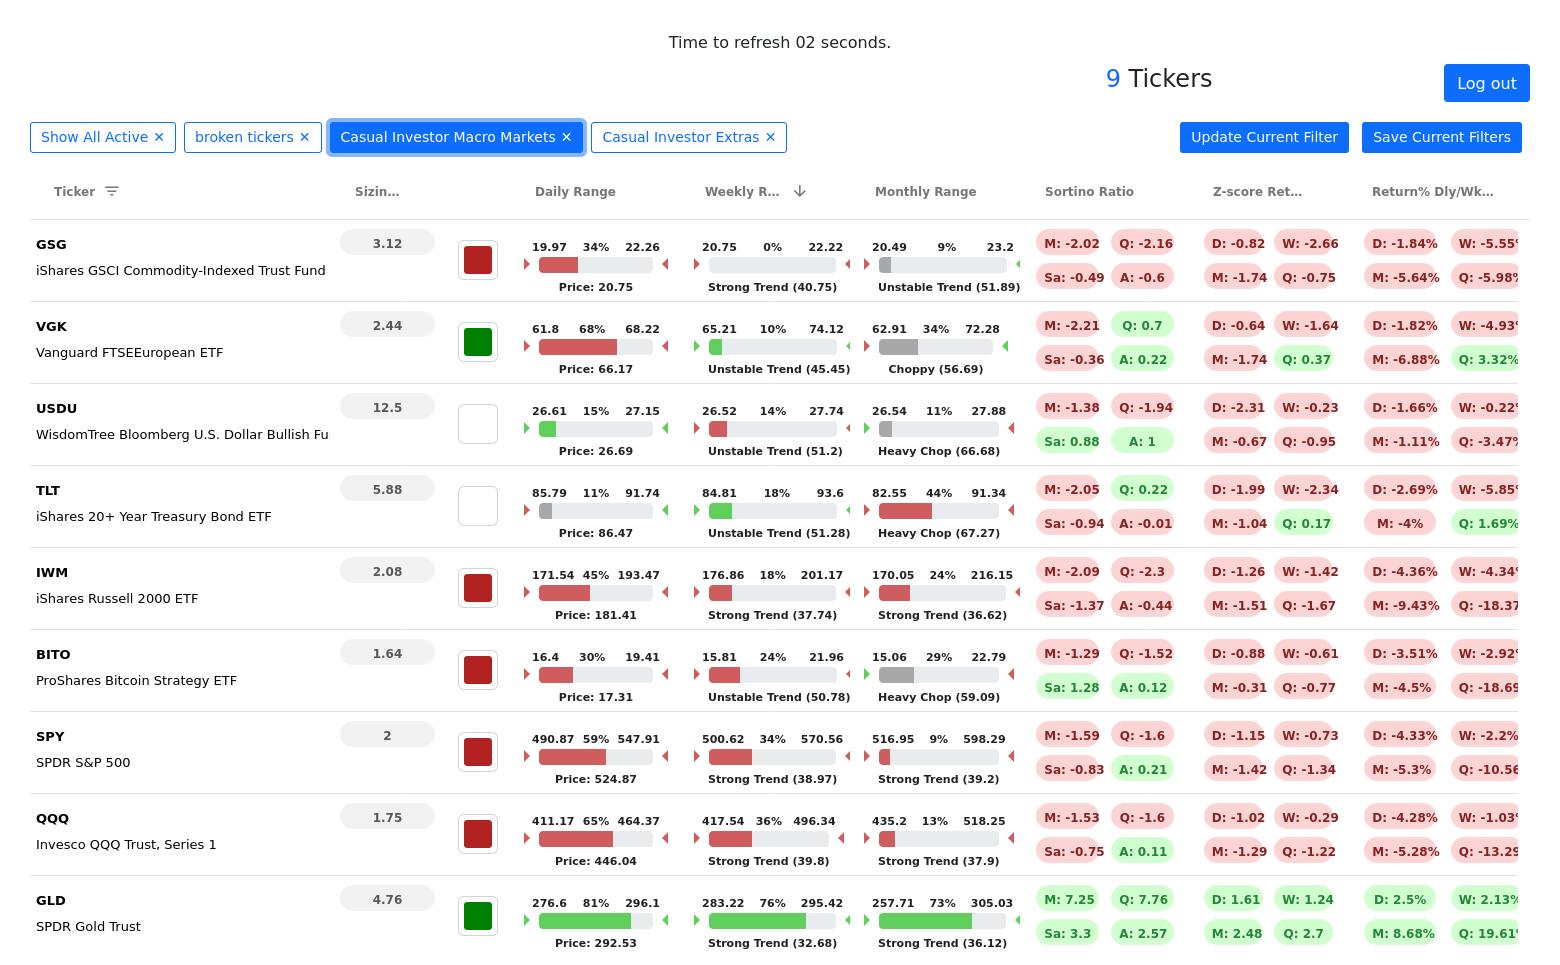 Time to refresh 02 seconds.
9 Tickers
Log out
Show All Active ✕ broken tickers ✕ Casual Investor Macro Markets ✕ Casual Investor Extras ✕ Update Current Filter Save Current Filters
Ticker Sizin… Daily Range Weekly R… Monthly Range Sortino Ratio Z-score Ret… Return% Dly/Wk…
GSG 3.12 19.97 34% 22.26 20.75 0% 22.22 20.49 9% 23.2 M: -2.02 Q: -2.16 D: -0.82 W: -2.66 D: -1.84% W: -5.55%
iShares GSCI Commodity-Indexed Trust Fund Sa: -0.49 A: -0.6 M: -1.74 Q: -0.75 M: -5.64% Q: -5.98%
Price: 20.75 Strong Trend (40.75) Unstable Trend (51.89)
VGK 2.44 61.8 68% 68.22 65.21 10% 74.12 62.91 34% 72.28 M: -2.21 Q: 0.7 D: -0.64 W: -1.64 D: -1.82% W: -4.93%
Vanguard FTSEEuropean ETF Sa: -0.36 A: 0.22 M: -1.74 Q: 0.37 M: -6.88% Q: 3.32%
Price: 66.17 Unstable Trend (45.45) Choppy (56.69)
USDU 12.5 26.61 15% 27.15 26.52 14% 27.74 26.54 11% 27.88 M: -1.38 Q: -1.94 D: -2.31 W: -0.23 D: -1.66% W: -0.22%
WisdomTree Bloomberg U.S. Dollar Bullish Fu Sa: 0.88 A: 1 M: -0.67 Q: -0.95 M: -1.11% Q: -3.47%
Price: 26.69 Unstable Trend (51.2) Heavy Chop (66.68)
TLT 5.88 85.79 11% 91.74 84.81 18% 93.6 82.55 44% 91.34 M: -2.05 Q: 0.22 D: -1.99 W: -2.34 D: -2.69% W: -5.85%
iShares 20+ Year Treasury Bond ETF Sa: -0.94 A: -0.01 M: -1.04 Q: 0.17 M: -4% Q: 1.69%
Price: 86.47 Unstable Trend (51.28) Heavy Chop (67.27)
IWM 2.08 171.54 45% 193.47 176.86 18% 201.17 170.05 24% 216.15 M: -2.09 Q: -2.3 D: -1.26 W: -1.42 D: -4.36% W: -4.34%
iShares Russell 2000 ETF Sa: -1.37 A: -0.44 M: -1.51 Q: -1.67 M: -9.43% Q: -18.37
Price: 181.41 Strong Trend (37.74) Strong Trend (36.62)
BITO 1.64 16.4 30% 19.41 15.81 24% 21.96 15.06 29% 22.79 M: -1.29 Q: -1.52 D: -0.88 W: -0.61 D: -3.51% W: -2.92%
ProShares Bitcoin Strategy ETF Sa: 1.28 A: 0.12 M: -0.31 Q: -0.77 M: -4.5% Q: -18.69
Price: 17.31 Unstable Trend (50.78) Heavy Chop (59.09)
SPY 2 490.87 59% 547.91 500.62 34% 570.56 516.95 9% 598.29 M: -1.59 Q: -1.6 D: -1.15 W: -0.73 D: -4.33% W: -2.2%
SPDR S&P 500 Sa: -0.83 A: 0.21 M: -1.42 Q: -1.34 M: -5.3% Q: -10.56
Price: 524.87 Strong Trend (38.97) Strong Trend (39.2)
QQQ 1.75 411.17 65% 464.37 417.54 36% 496.34 435.2 13% 518.25 M: -1.53 Q: -1.6 D: -1.02 W: -0.29 D: -4.28% W: -1.03%
Invesco QQQ Trust, Series 1 Sa: -0.75 A: 0.11 M: -1.29 Q: -1.22 M: -5.28% Q: -13.29
Price: 446.04 Strong Trend (39.8) Strong Trend (37.9)
GLD 4.76 276.6 81% 296.1 283.22 76% 295.42 257.71 73% 305.03 M: 7.25 Q: 7.76 D: 1.61 W: 1.24 D: 2.5% W: 2.13%
SPDR Gold Trust Sa: 3.3 A: 2.57 M: 2.48 Q: 2.7 M: 8.68% Q: 19.61%
Price: 292.53 Strong Trend (32.68) Strong Trend (36.12)